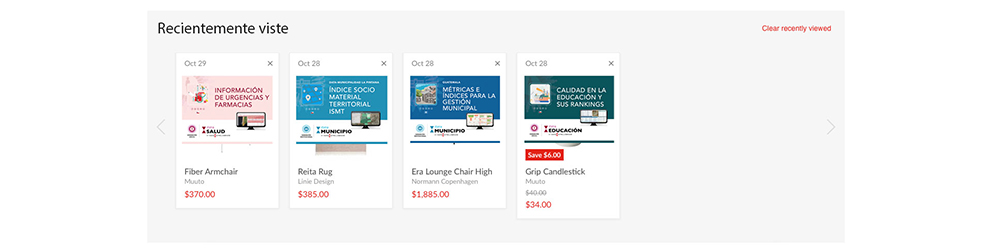 Recientemente viste
Clear recently viewed
Oct 29
INFORMACIÓN
DE URGENCIAS Y
FARMACIAS
SALUD
Fiber Armchair
Muuto
$370.00
Oct 28
ÍNDICE SOCIO
MATERIAL
TERRITORIAL
ISMT
MUNICIPIO
Reita Rug
Linie Design
$385.00
Oct 28
GUATEMALA
MÉTRICAS E
ÍNDICES PARA LA
GESTIÓN
MUNICIPAL
MUNICIPIO
Era Lounge Chair High
Normann Copenhagen
$1,885.00
Oct 28
CALIDAD EN LA
EDUCACIÓN Y
SUS RANKINGS
EDUCACIÓN
Save $6.00
Grip Candlestick
Muuto
$40.00
$34.00